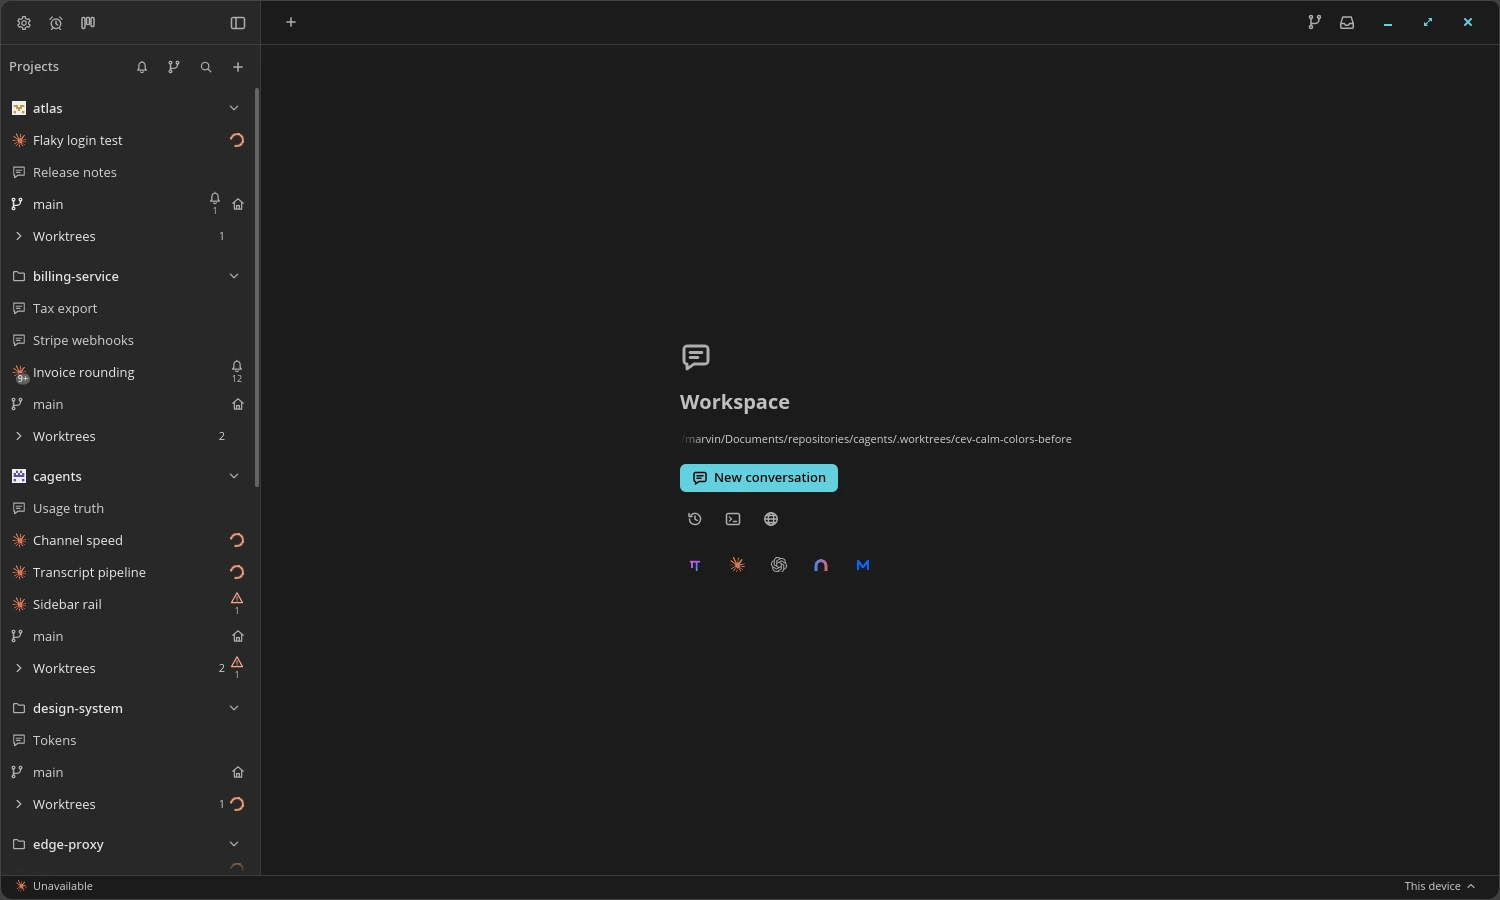 Projects
atlas
Flaky login test
Release notes
main
1
Worktrees 1
billing-service
Tax export
Stripe webhooks
9+ Invoice rounding
12
main
Worktrees 2
cagents
Usage truth
Channel speed
Transcript pipeline
Sidebar rail
1
main
Worktrees 2
1
design-system
Tokens
main
Worktrees 1
edge-proxy
Workspace
/marvin/Documents/repositories/cagents/.worktrees/cev-calm-colors-before
New conversation
Unavailable
This device